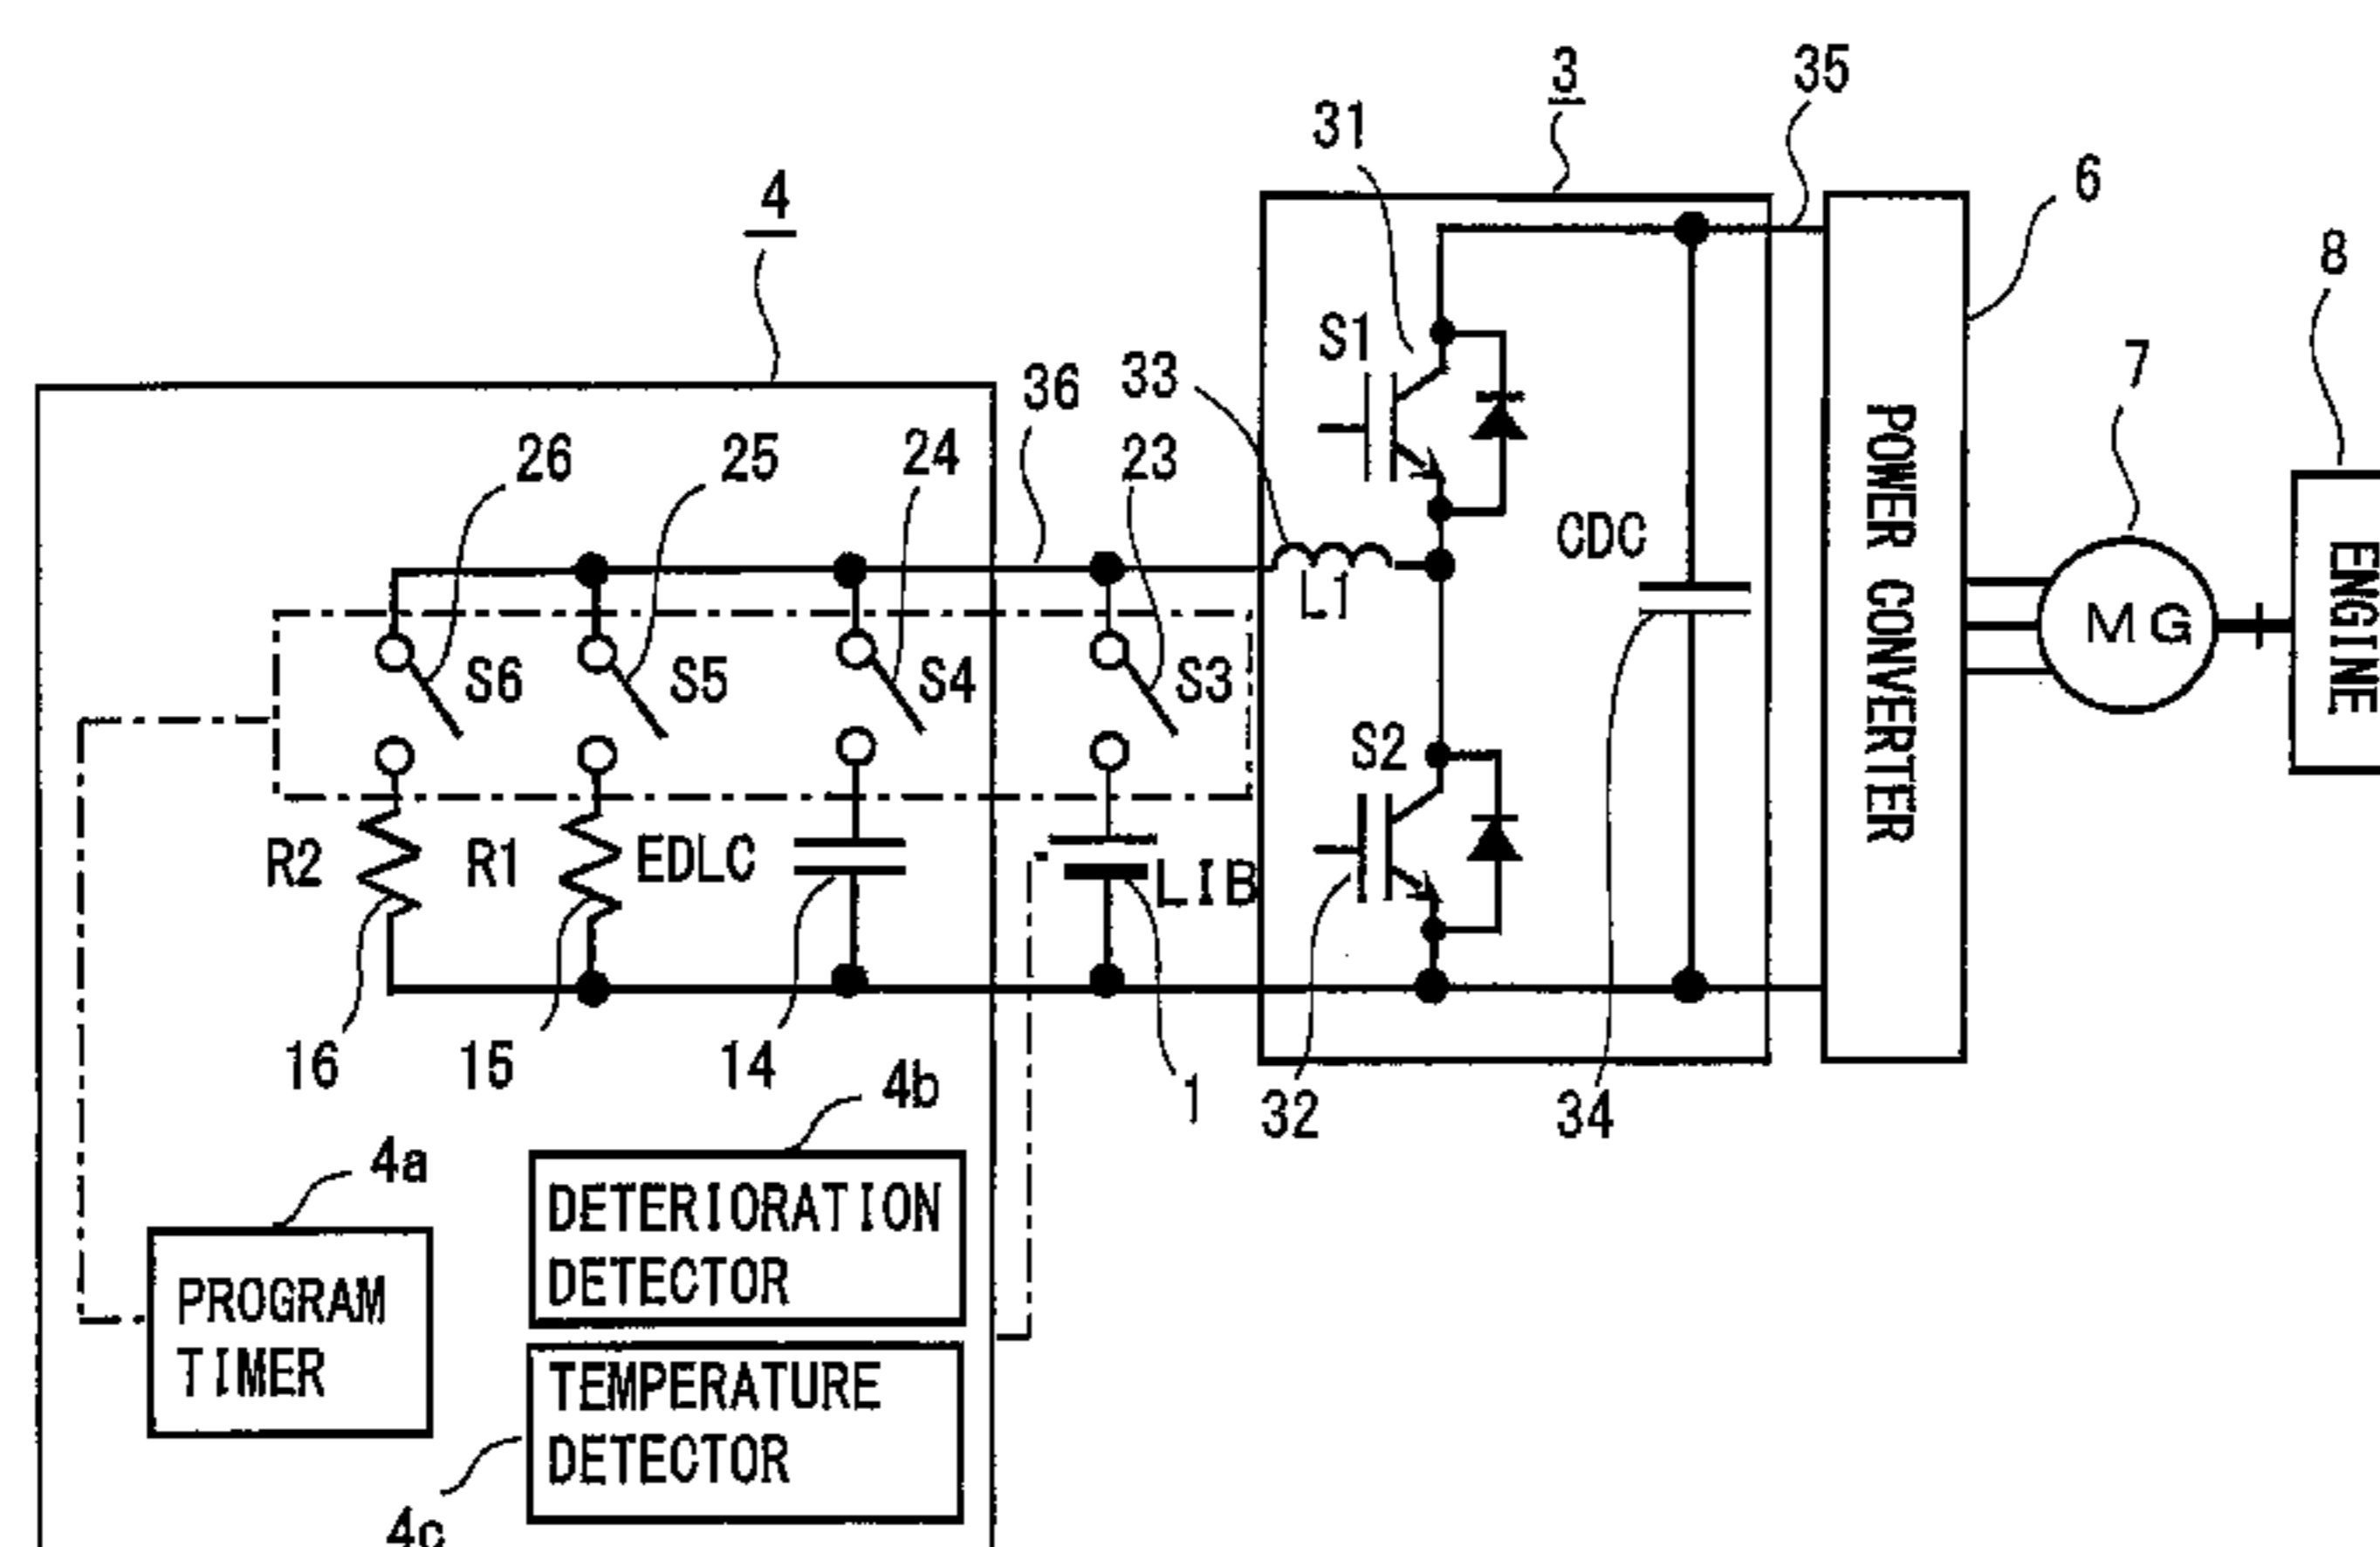 3
35
31
4
6
8
S1
33
36
7
26
25
24
23
CDC
L1
POWER CONVERTER
MG
ENGINE
S6
S5
S4
S3
S2
R2
R1
EDLC
LIB
16
15
14
1
32
34
4b
4a
DETERIORATION
DETECTOR
PROGRAM
TIMER
TEMPERATURE
DETECTOR
4c